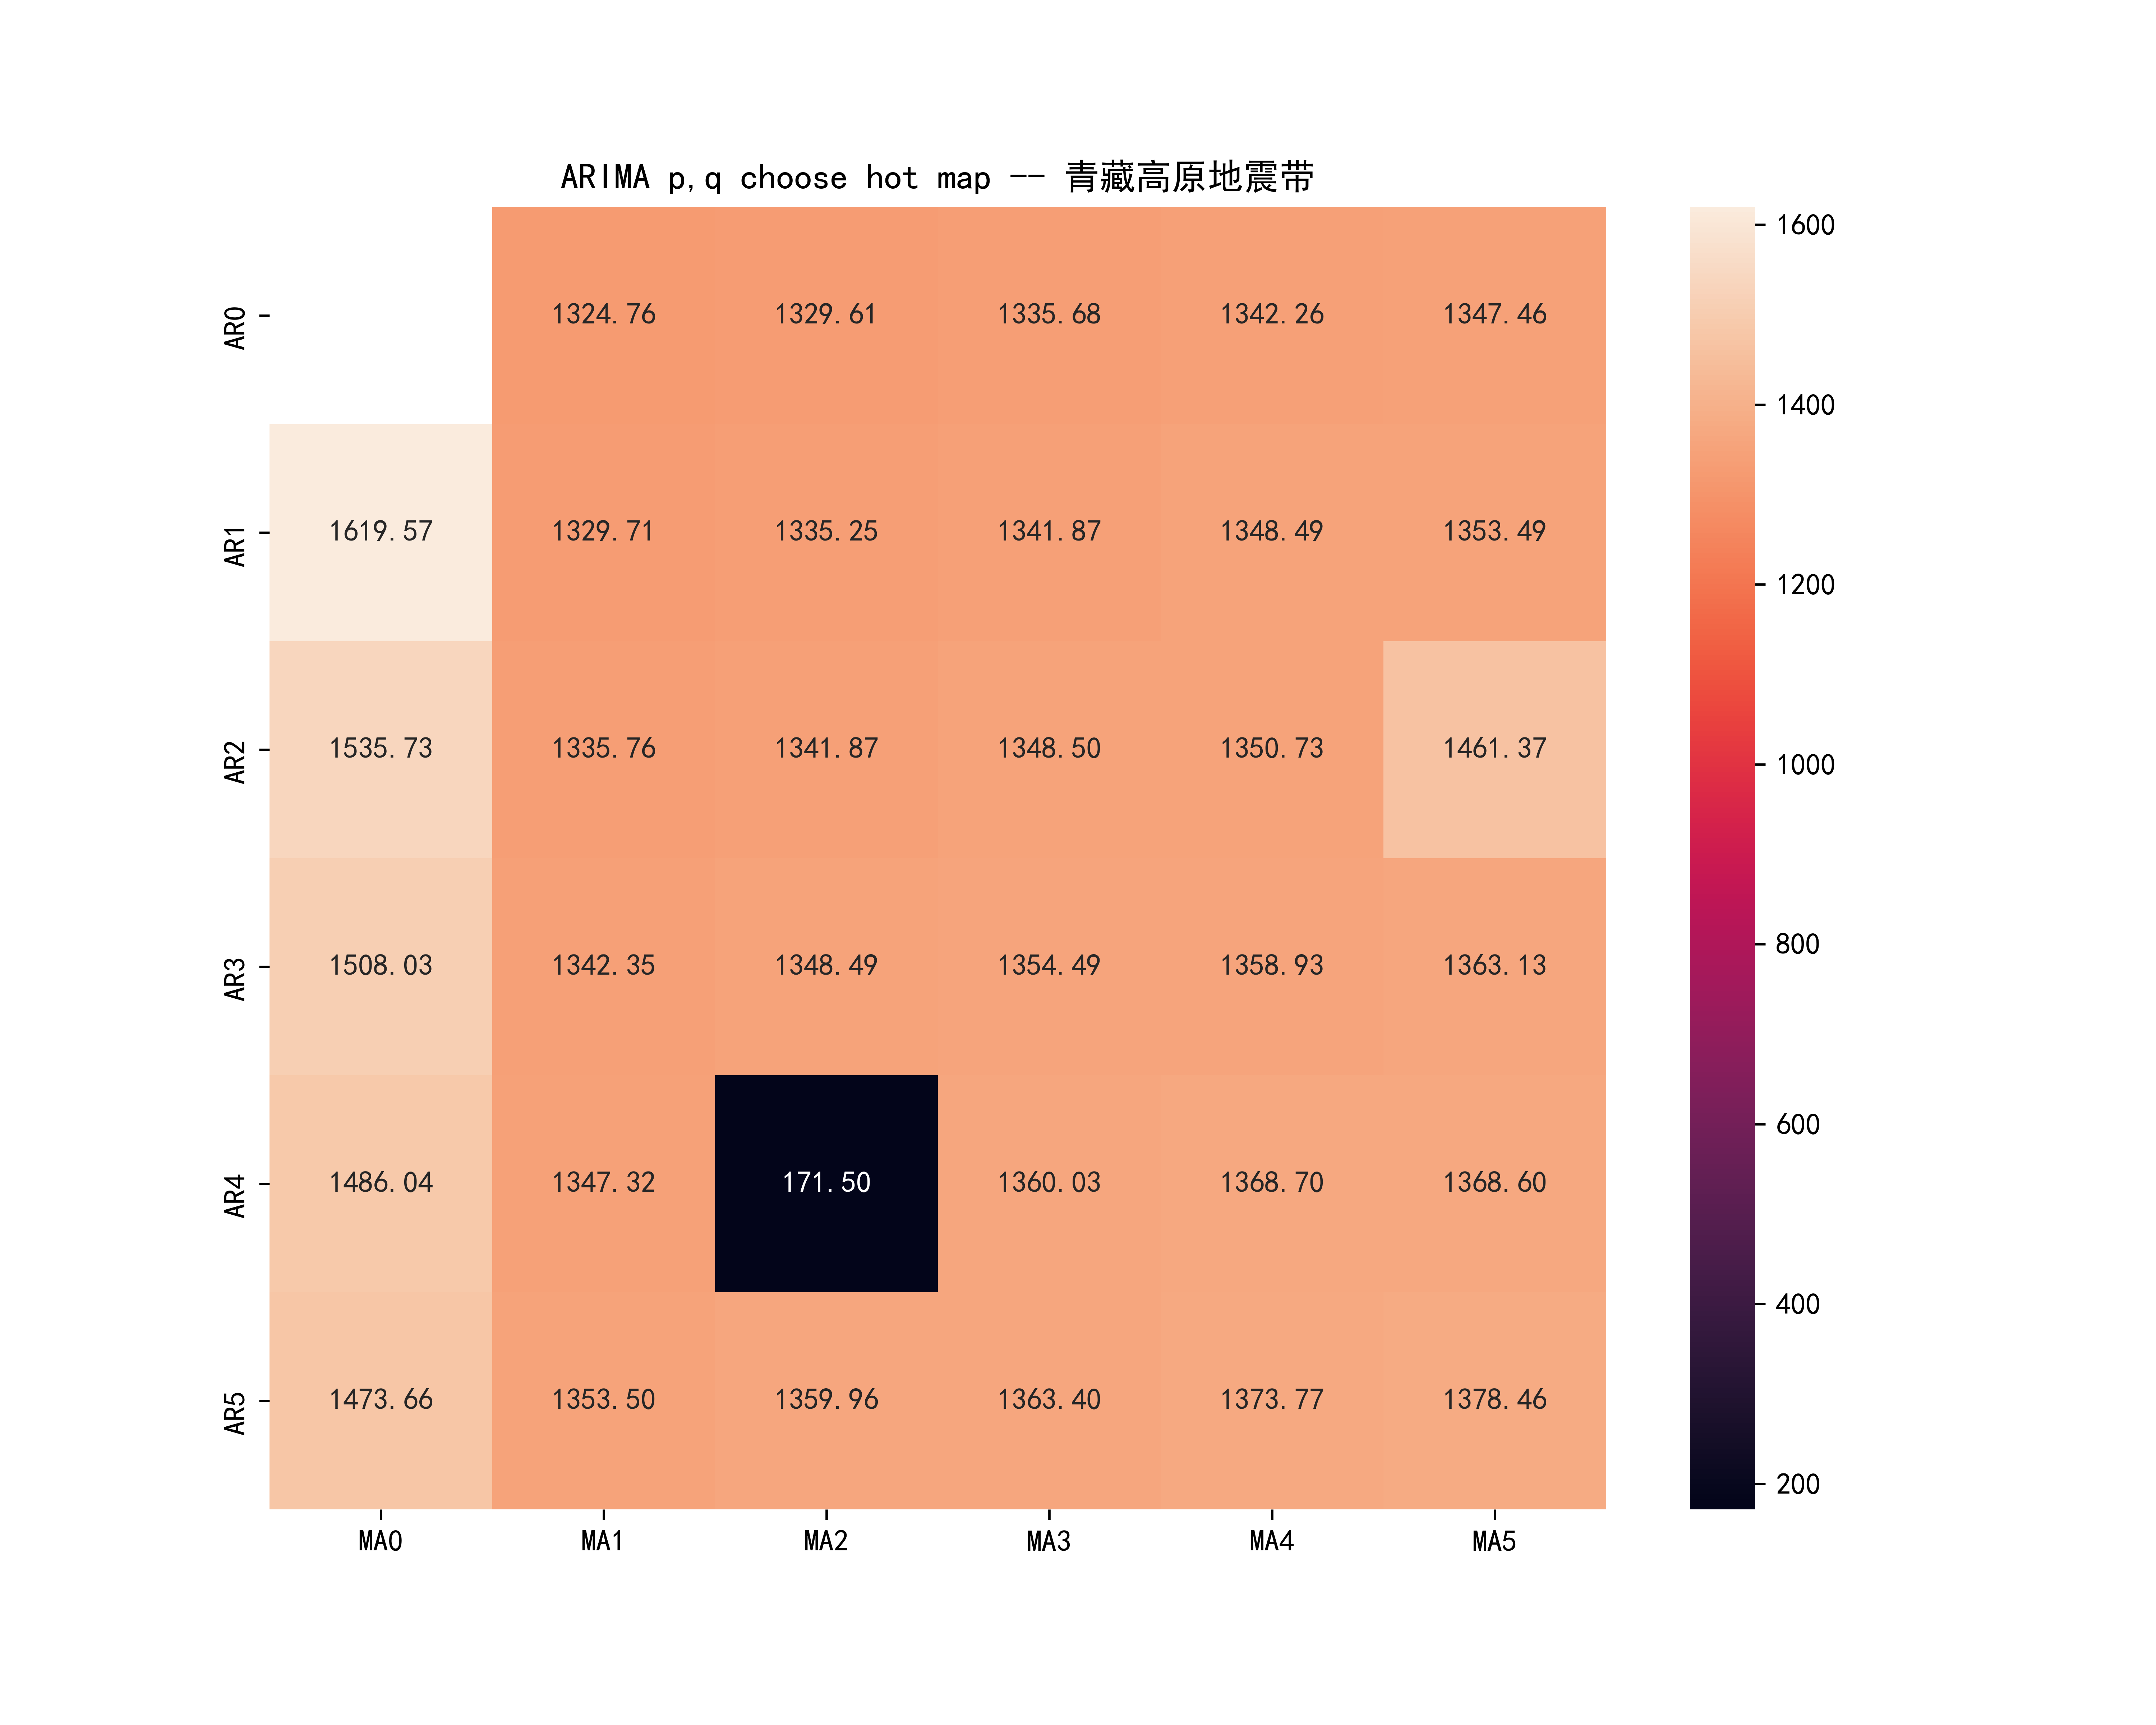 ARIMA p,q choose hot map -- 青藏高原地震带
AR0 1324.76 1329.61 1335.68 1342.26 1347.46
AR1 1619.57 1329.71 1335.25 1341.87 1348.49 1353.49
AR2 1535.73 1335.76 1341.87 1348.50 1350.73 1461.37
AR3 1508.03 1342.35 1348.49 1354.49 1358.93 1363.13
AR4 1486.04 1347.32 171.50 1360.03 1368.70 1368.60
AR5 1473.66 1353.50 1359.96 1363.40 1373.77 1378.46
MA0 MA1 MA2 MA3 MA4 MA5
1600
1400
1200
1000
800
600
400
200